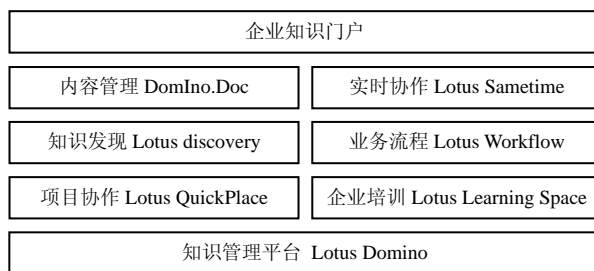 企业知识门户
内容管理 DomIno.Doc
实时协作 Lotus Sametime
知识发现 Lotus discovery
业务流程 Lotus Workflow
项目协作 Lotus QuickPlace
企业培训 Lotus Learning Space
知识管理平台 Lotus Domino